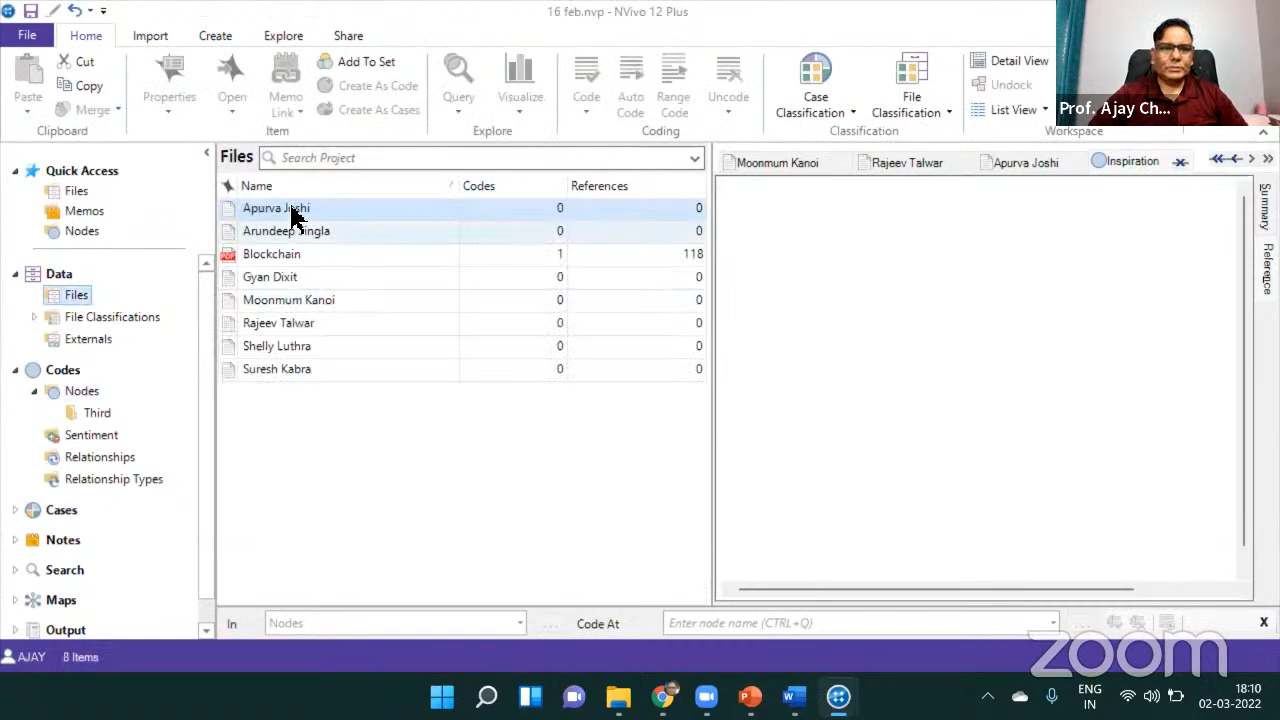 16 feb.nvp - NVivo 12 Plus
File Home Import Create Explore Share
Paste Cut Copy Merge Clipboard
Properties Open Memo Link Add To Set Create As Code Create As Cases Item
Query Visualize Explore
Code Auto Code Range Code Uncode Coding
Case Classification File Classification Classification
Detail View Undock List View Workspace
Prof. Ajay Ch...
Quick Access
Files
Memos
Nodes
Data
Files
File Classifications
Externals
Codes
Nodes
Third
Sentiment
Relationships
Relationship Types
Cases
Notes
Search
Maps
Output
Files Search Project
Name Codes References
Apurva Joshi 0 0
Arundeep Singla 0 0
PDF Blockchain 1 118
Gyan Dixit 0 0
Moonmum Kanoi 0 0
Rajeev Talwar 0 0
Shelly Luthra 0 0
Suresh Kabra 0 0
Moonmum Kanoi Rajeev Talwar Apurva Joshi Inspiration
Summary
Reference
In Nodes ... Code At Enter node name (CTRL+Q) ... X
AJAY 8 Items
zoom
ENG
IN
18:10
02-03-2022